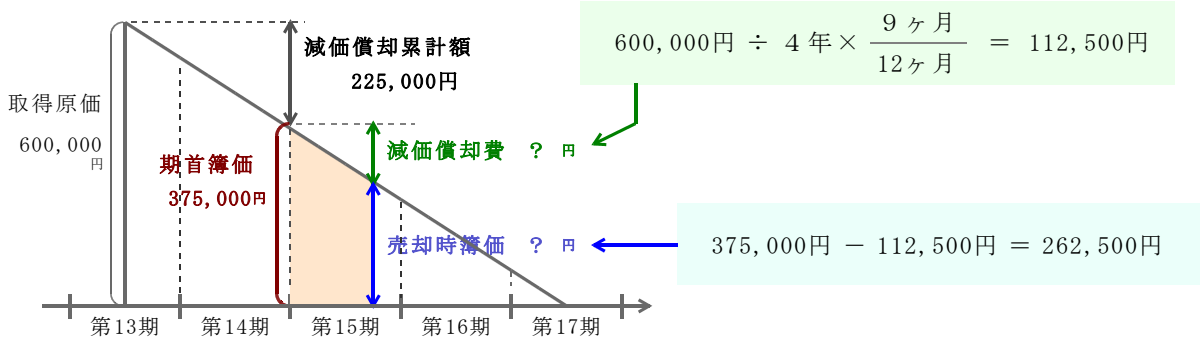 取得原価
600,000
円
減価償却累計額
225,000円
期首簿価
375,000円
減価償却費 ? 円
売却時簿価 ? 円
600,000円 ÷ 4年× 9ヶ月/12ヶ月 = 112,500円
375,000円 − 112,500円 = 262,500円
第13期 第14期 第15期 第16期 第17期